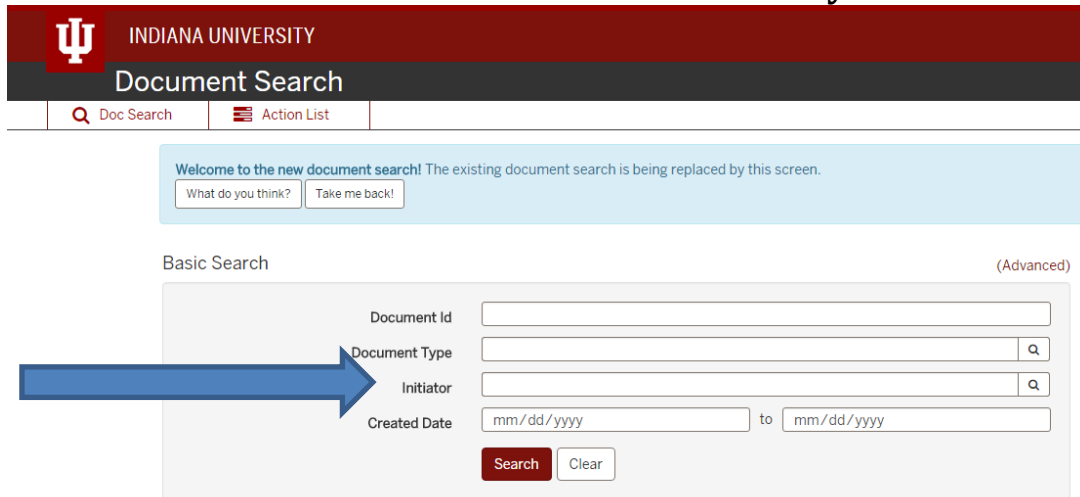 INDIANA UNIVERSITY
Document Search
Doc Search Action List
Welcome to the new document search! The existing document search is being replaced by this screen.
What do you think? Take me back!
Basic Search (Advanced)
Document Id
Document Type
Initiator
Created Date mm/dd/yyyy to mm/dd/yyyy
Search Clear